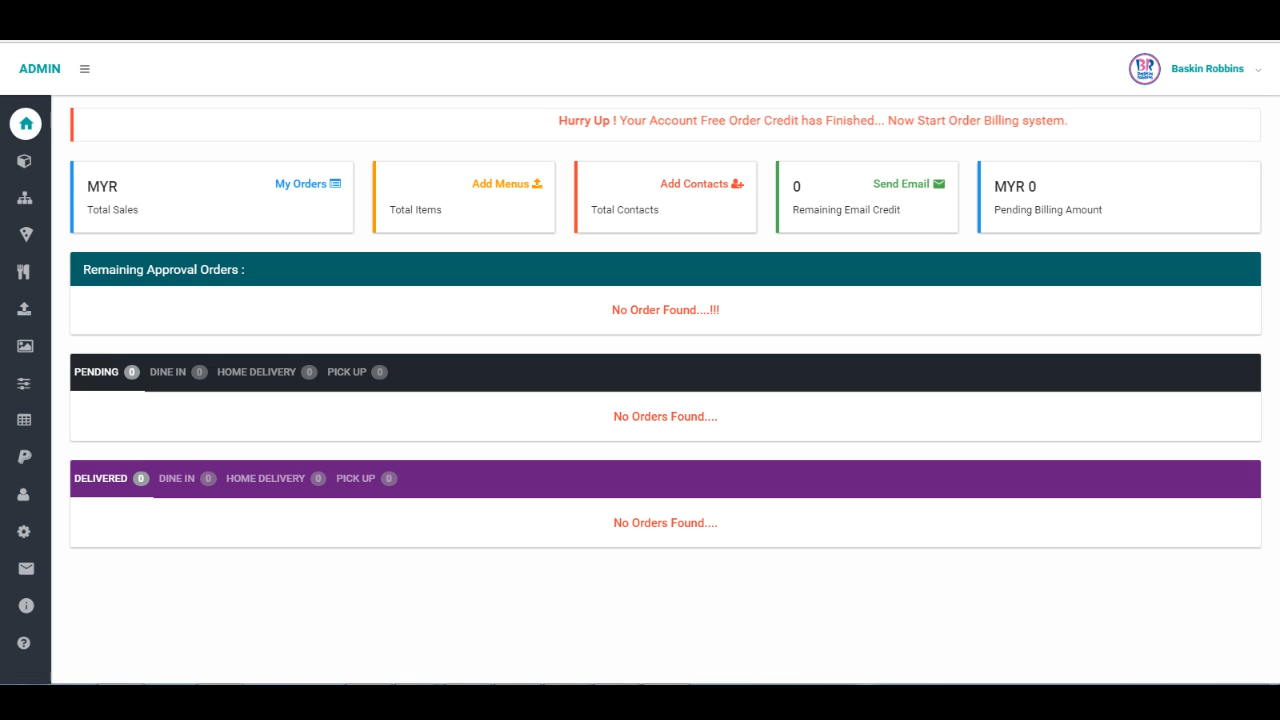 ADMIN
BR
BASKIN
ROBBINS
Baskin Robbins
Hurry Up ! Your Account Free Order Credit has Finished... Now Start Order Billing system.
MYR
My Orders
Total Sales
Add Menus
Total Items
Add Contacts
Total Contacts
0
Send Email
Remaining Email Credit
MYR 0
Pending Billing Amount
Remaining Approval Orders :
No Order Found....!!!
PENDING 0 DINE IN 0 HOME DELIVERY 0 PICK UP 0
No Orders Found....
DELIVERED 0 DINE IN 0 HOME DELIVERY 0 PICK UP 0
No Orders Found....